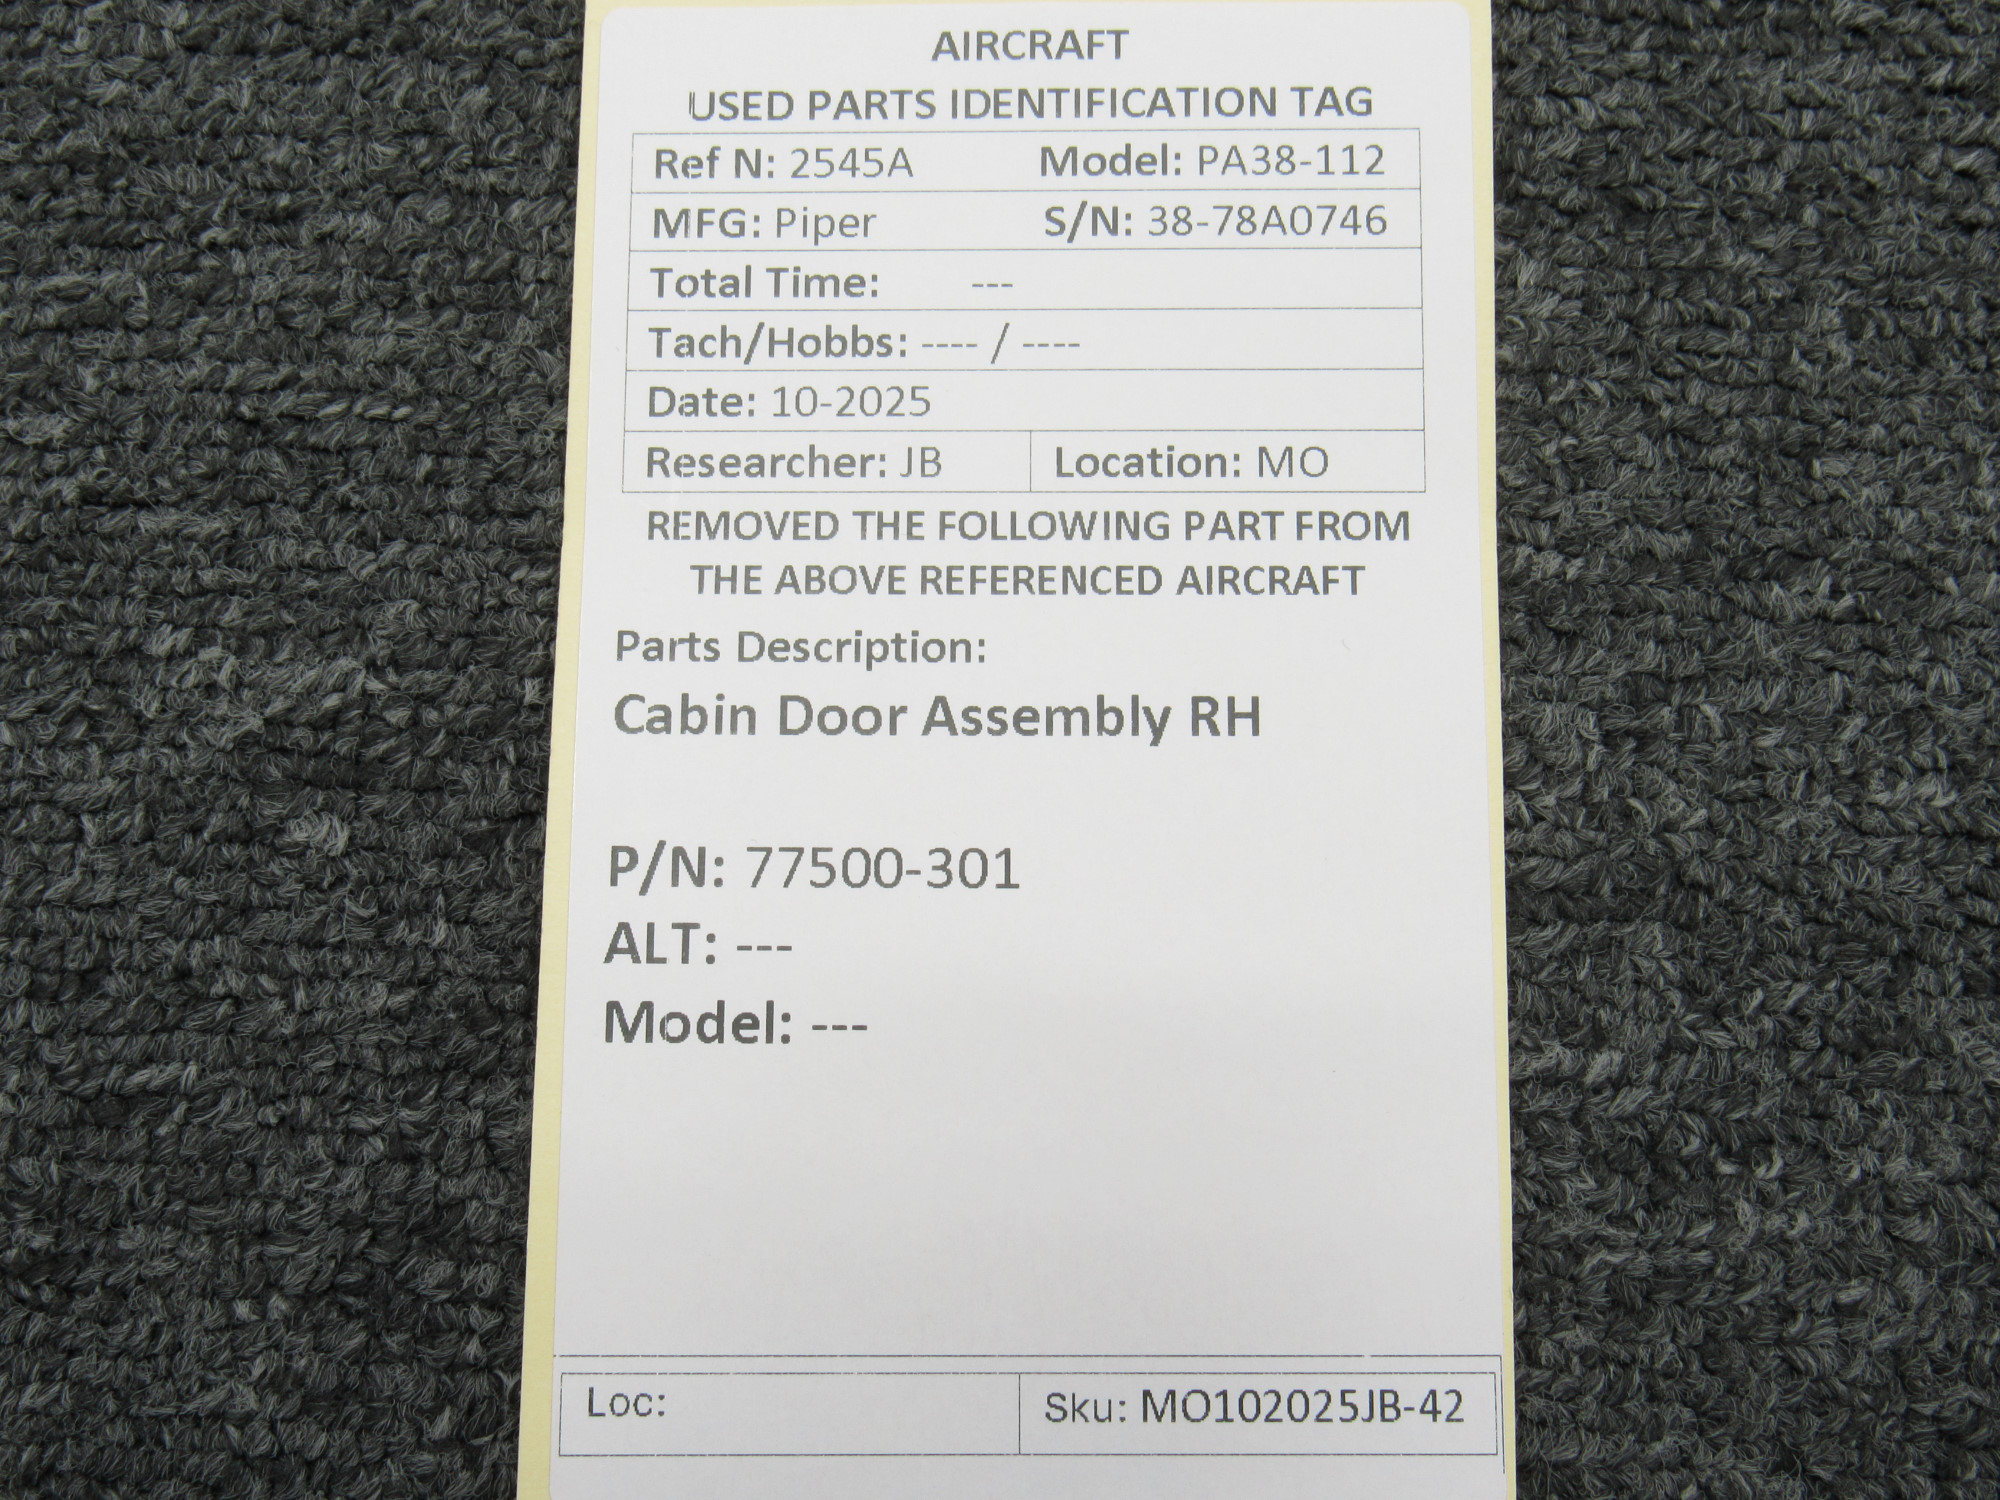 AIRCRAFT
USED PARTS IDENTIFICATION TAG
Ref N: 2545A Model: PA38-112
MFG: Piper S/N: 38-78A0746
Total Time: ---
Tach/Hobbs: ---- / ----
Date: 10-2025
Researcher: JB Location: MO
REMOVED THE FOLLOWING PART FROM
THE ABOVE REFERENCED AIRCRAFT
Parts Description:
Cabin Door Assembly RH
P/N: 77500-301
ALT: ---
Model: ---
Loc: Sku: MO102025JB-42